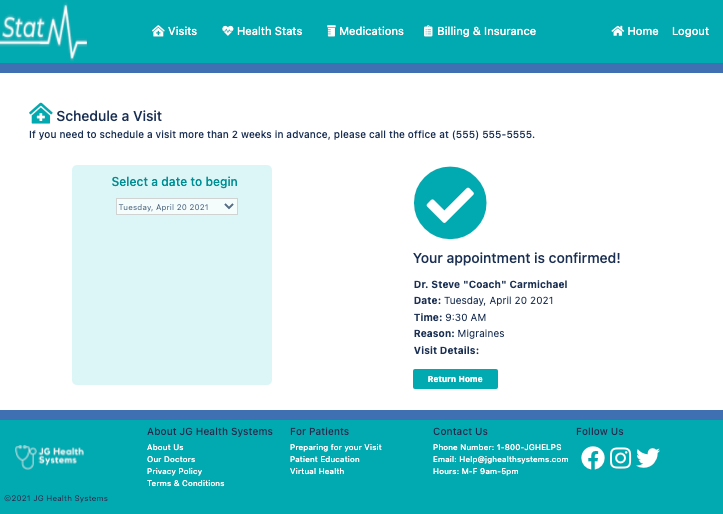 Stat
Visits
Health Stats
Medications
Billing & Insurance
Home
Logout
Schedule a Visit
If you need to schedule a visit more than 2 weeks in advance, please call the office at (555) 555-5555.
Select a date to begin
Tuesday, April 20 2021
Your appointment is confirmed!
Dr. Steve "Coach" Carmichael
Date: Tuesday, April 20 2021
Time: 9:30 AM
Reason: Migraines
Visit Details:
Return Home
JG Health
Systems
About JG Health Systems
About Us
Our Doctors
Privacy Policy
Terms & Conditions
For Patients
Preparing for your Visit
Patient Education
Virtual Health
Contact Us
Phone Number: 1-800-JGHELPS
Email: Help@jghealthsystems.com
Hours: M-F 9am-5pm
Follow Us
©2021 JG Health Systems